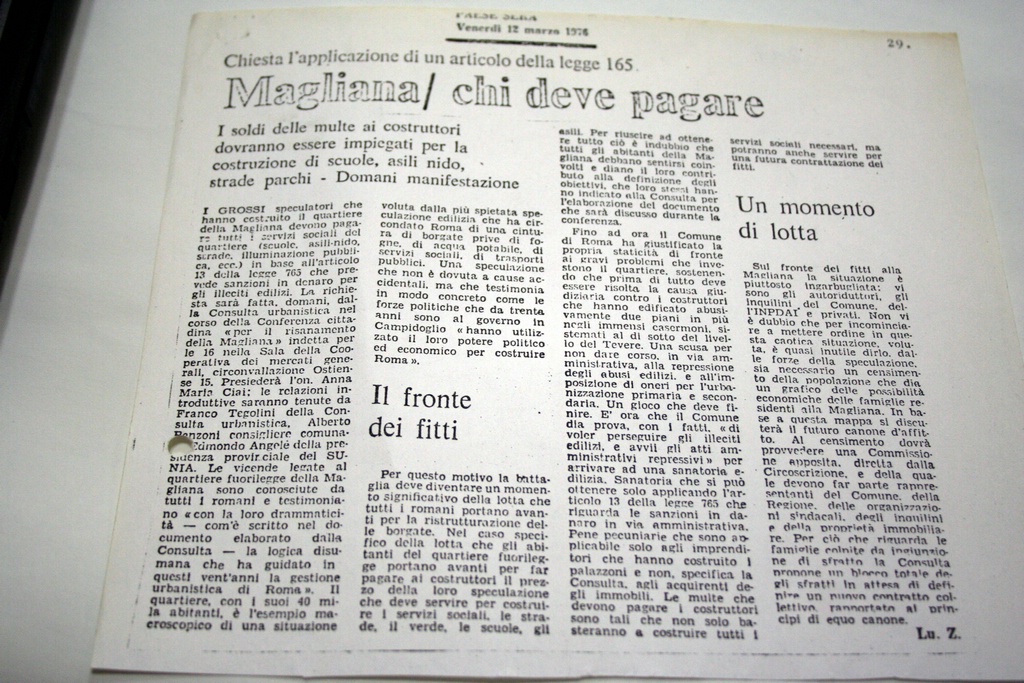 PAESE SERA
Venerdì 12 marzo 1976
29.
Chiesta l'applicazione di un articolo della legge 165
Magliana/ chi deve pagare
I soldi delle multe ai costruttori
dovranno essere impiegati per la
costruzione di scuole, asili nido,
strade parchi - Domani manifestazione
I GROSSI speculatori che
hanno costruito il quartiere
della Magliana devono paga-
re tutti i servizi sociali del
quartiere (scuole, asili-nido,
strade, illuminazione pubbli-
ca, ecc.) in base all'articolo
13 della legge 765 che pre-
vede sanzioni in denaro per
gli illeciti edilizi. La richie-
sta sarà fatta, domani, dal-
la Consulta urbanistica nel
corso della Conferenza citta-
dina «per il risanamento
della Magliana» indetta per
le 16 nella Sala della Coo-
perativa dei mercati gene-
rali, circonvallazione Ostien-
se 15. Presiederà l'on. Anna
Maria Ciai; le relazioni in-
troduttive saranno tenute da
Franco Tegolini della Con-
sulta urbanistica, Alberto
Benzoni consigliere comuna-
Edmondo Angelè della pre-
sidenza provinciale del SU-
NIA. Le vicende legate al
quartiere fuorilegge della Ma-
gliana sono conosciute da
tutti i romani e testimonia-
no «con la loro drammatici-
tà — com'è scritto nel do-
cumento elaborato dalla
Consulta — la logica disu-
mana che ha guidato in
questi vent'anni la gestione
urbanistica di Roma». Il
quartiere, con i suoi 40 mi-
la abitanti, è l'esempio ma-
croscopico di una situazione
voluta dalla più spietata spe-
culazione edilizia che ha cir-
condato Roma di una cintu-
ra di borgate prive di fo-
gne, di acqua potabile, di
servizi sociali, di trasporti
pubblici. Una speculazione
che non è dovuta a cause ac-
cidentali, ma che testimonia
in modo concreto come le
forze politiche che da trenta
anni sono al governo in
Campidoglio «hanno utiliz-
zato il loro potere politico
ed economico per costruire
Roma».
Il fronte
dei fitti
Per questo motivo la batta-
glia deve diventare un momen-
to significativo della lotta che
tutti i romani portano avan-
ti per la ristrutturazione del-
le borgate. Nel caso speci-
fico della lotta che gli abi-
tanti del quartiere fuorileg-
ge portano avanti per far
pagare ai costruttori il prez-
zo della loro speculazione
che deve servire per costrui-
re i servizi sociali, le stra-
de, il verde, le scuole, gli
asili. Per riuscire ad ottene-
re tutto ciò è indubbio che
tutti gli abitanti della Ma-
gliana debbano sentirsi coin-
volti e diano il loro contri-
buto alla definizione degli
obiettivi, che loro stessi han-
no indicato alla Consulta per
l'elaborazione del documento
che sarà discusso durante la
conferenza.
Fino ad ora il Comune
di Roma ha giustificato la
propria staticità di fronte
ai gravi problemi che inve-
stono il quartiere, sostenen-
do che prima di tutto deve
essere risolta la causa giu-
diziaria contro i costruttori
che hanno edificato abusi-
vamente due piani in più
negli immensi casermoni, si-
stemati al di sotto del livel-
lo del Tevere. Una scusa per
non dare corso, in via am-
ministrativa, alla repressione
degli abusi edilizi, e all'im-
posizione di oneri per l'urba-
nizzazione primaria e secon-
daria. Un gioco che deve fi-
nire. E' ora che il Comune
dia prova, con i fatti, «di
voler perseguire gli illeciti
edilizi, e avvii gli atti am-
ministrativi repressivi» per
arrivare ad una sanatoria e-
dilizia. Sanatoria che si può
ottenere solo applicando l'ar-
ticolo 13 della legge 765 che
riguarda le sanzioni in da-
naro in via amministrativa.
Pene pecuniarie che sono ap-
plicabile solo agli imprendi-
tori che hanno costruito i
palazzoni e non, specifica la
Consulta, agli acquirenti de-
gli immobili. Le multe che
devono pagare i costruttori
sono tali che non solo ba-
steranno a costruire tutti i
servizi sociali necessari, ma
potranno anche servire per
una futura contrattazione dei
fitti.
Un momento
di lotta
Sul fronte dei fitti alla
Magliana la situazione è
piuttosto ingarbugliata: vi
sono gli autoriduttori, gli
inquilini del Comune, del-
l'INPDAI e privati. Non vi
è dubbio che per incomincia-
re a mettere ordine in que-
sta caotica situazione, volu-
ta, è quasi inutile dirlo, dal-
le forze della speculazione,
sia necessario un censimen-
to della popolazione che dia
un grafico delle possibilità
economiche delle famiglie re-
sidenti alla Magliana. In ba-
se a questa mappa si discu-
terà il futuro canone d'affit-
to. Al censimento dovrà
provvedere una Commissio-
ne apposita, diretta dalla
Circoscrizione, e della qua-
le devono far parte rappre-
sentanti del Comune, della
Regione, delle organizzazio-
ni sindacali, degli inquilini
e della proprietà immobilia-
re. Per ciò che riguarda le
famiglie colpite da ingiunzio-
ne di sfratto la Consulta
propone un blocco totale de-
gli sfratti in attesa di defi-
nire un nuovo contratto col-
lettivo, rapportato ai prin-
cipi di equo canone.
Lu. Z.